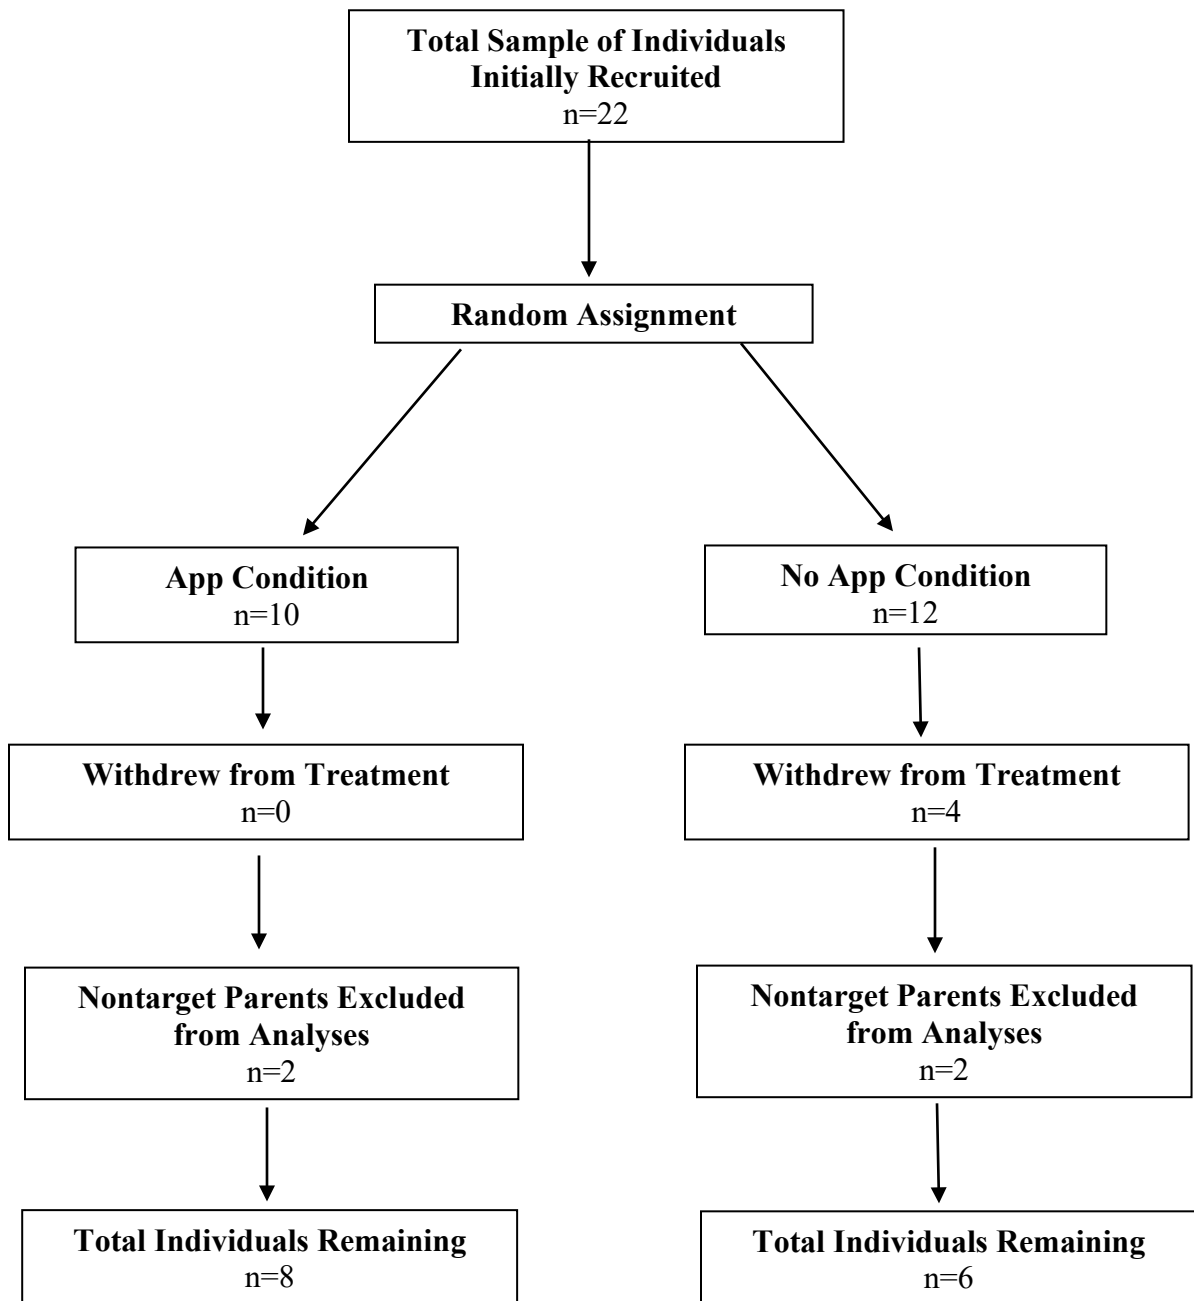 Total Sample of Individuals
Initially Recruited
n=22
Random Assignment
App Condition
n=10
No App Condition
n=12
Withdrew from Treatment
n=0
Withdrew from Treatment
n=4
Nontarget Parents Excluded
from Analyses
n=2
Nontarget Parents Excluded
from Analyses
n=2
Total Individuals Remaining
n=8
Total Individuals Remaining
n=6